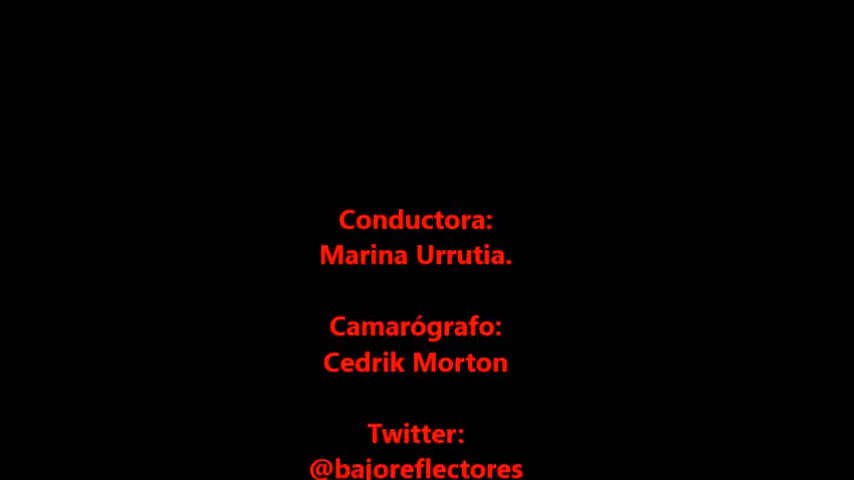 Conductora:
Marina Urrutia.
Camarógrafo:
Cedrik Morton
Twitter:
@bajoreflectores